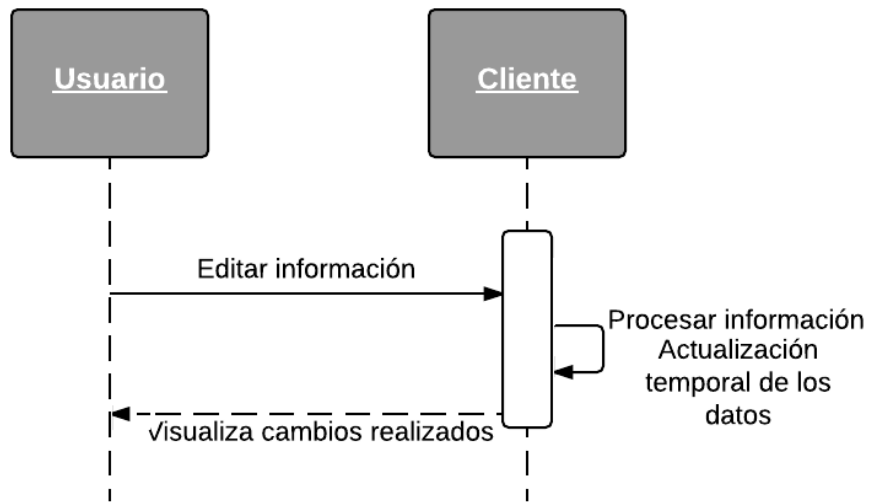 Usuario
Cliente
Editar información
Procesar información
Actualización
temporal de los
datos
Visualiza cambios realizados